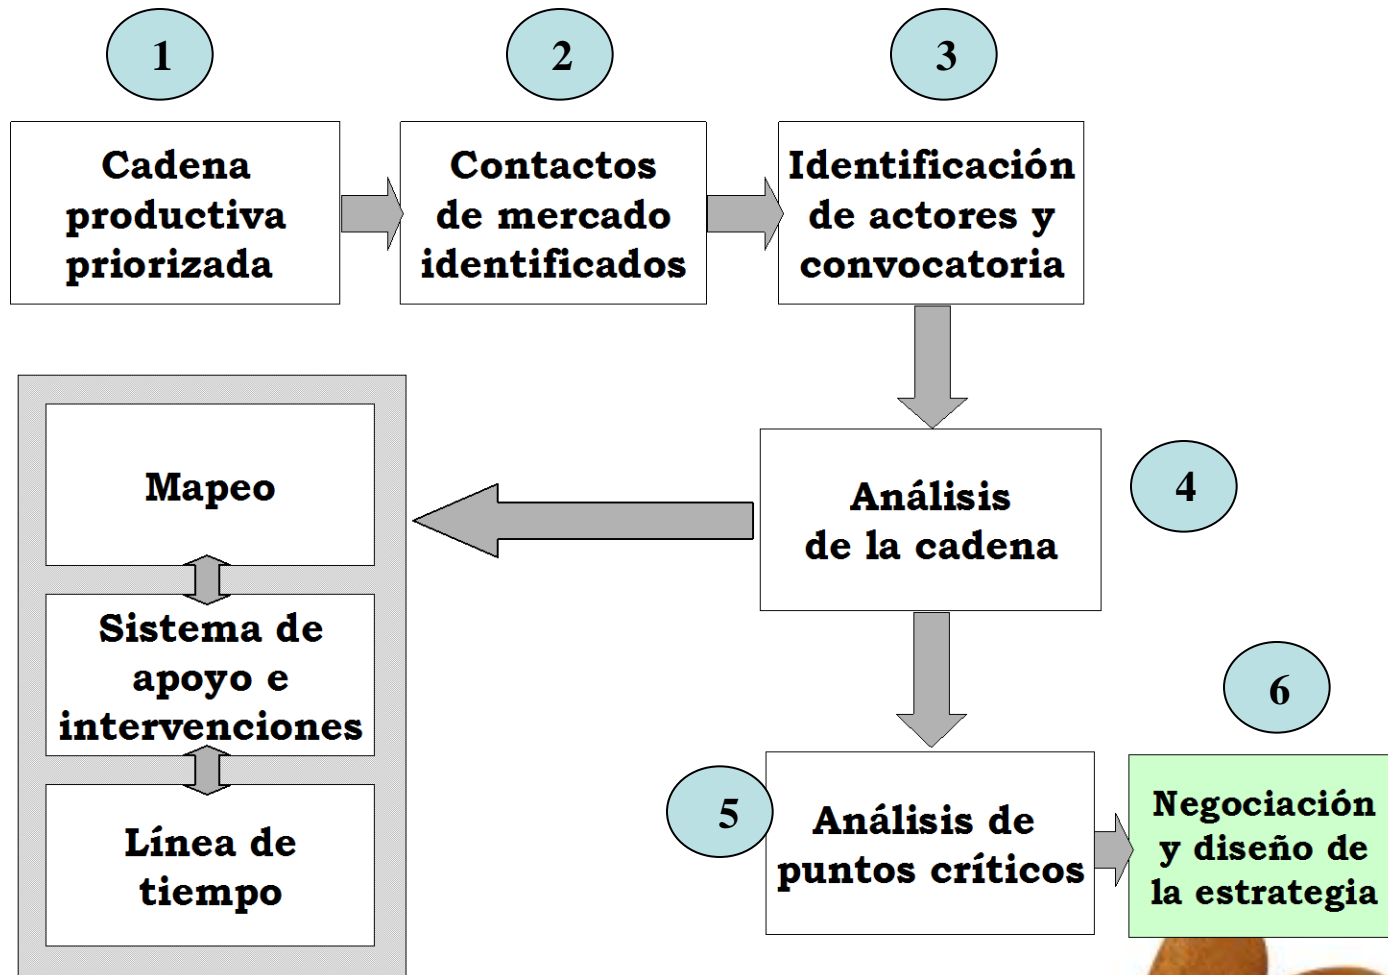 1
2
3
Cadena
productiva
priorizada
Contactos
de mercado
identificados
Identificación
de actores y
convocatoria
Mapeo
Sistema de
apoyo e
intervenciones
Línea de
tiempo
Análisis
de la cadena
4
5
Análisis de
puntos críticos
6
Negociación
y diseño de
la estrategia